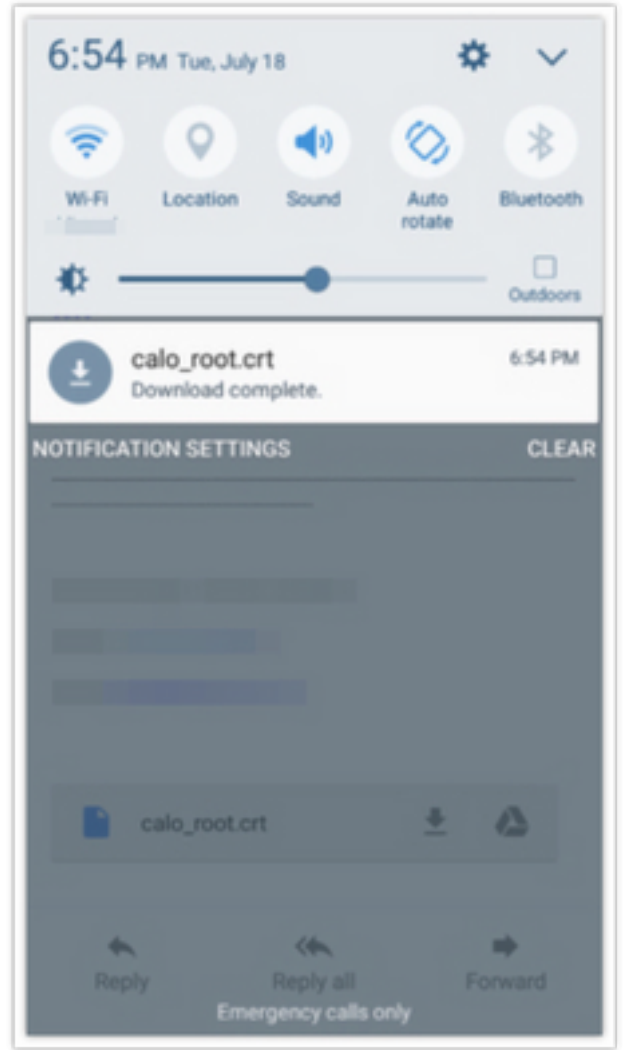 6:54 PM Tue, July 18
Wi-Fi
Location
Sound
Auto rotate
Bluetooth
Outdoors
calo_root.crt 6:54 PM
Download complete.
NOTIFICATION SETTINGS CLEAR
calo_root.crt
Reply Reply all Forward
Emergency calls only